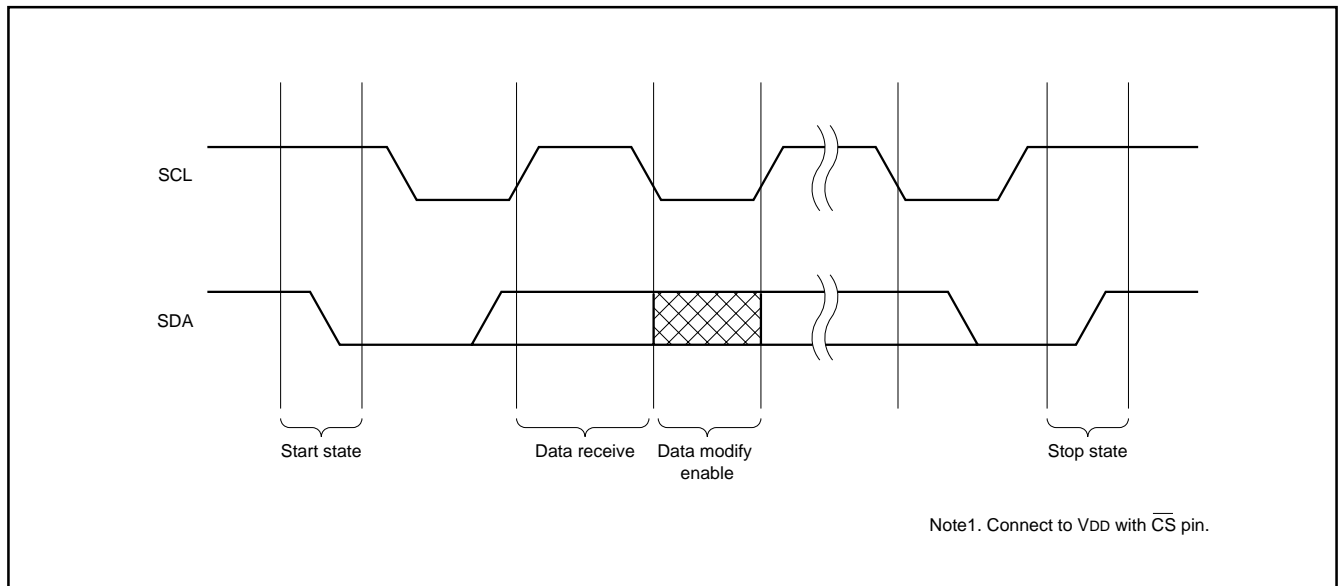 SCL
SDA
Start state
Data receive
Data modify
enable
Stop state
Note1. Connect to VDD with CS pin.